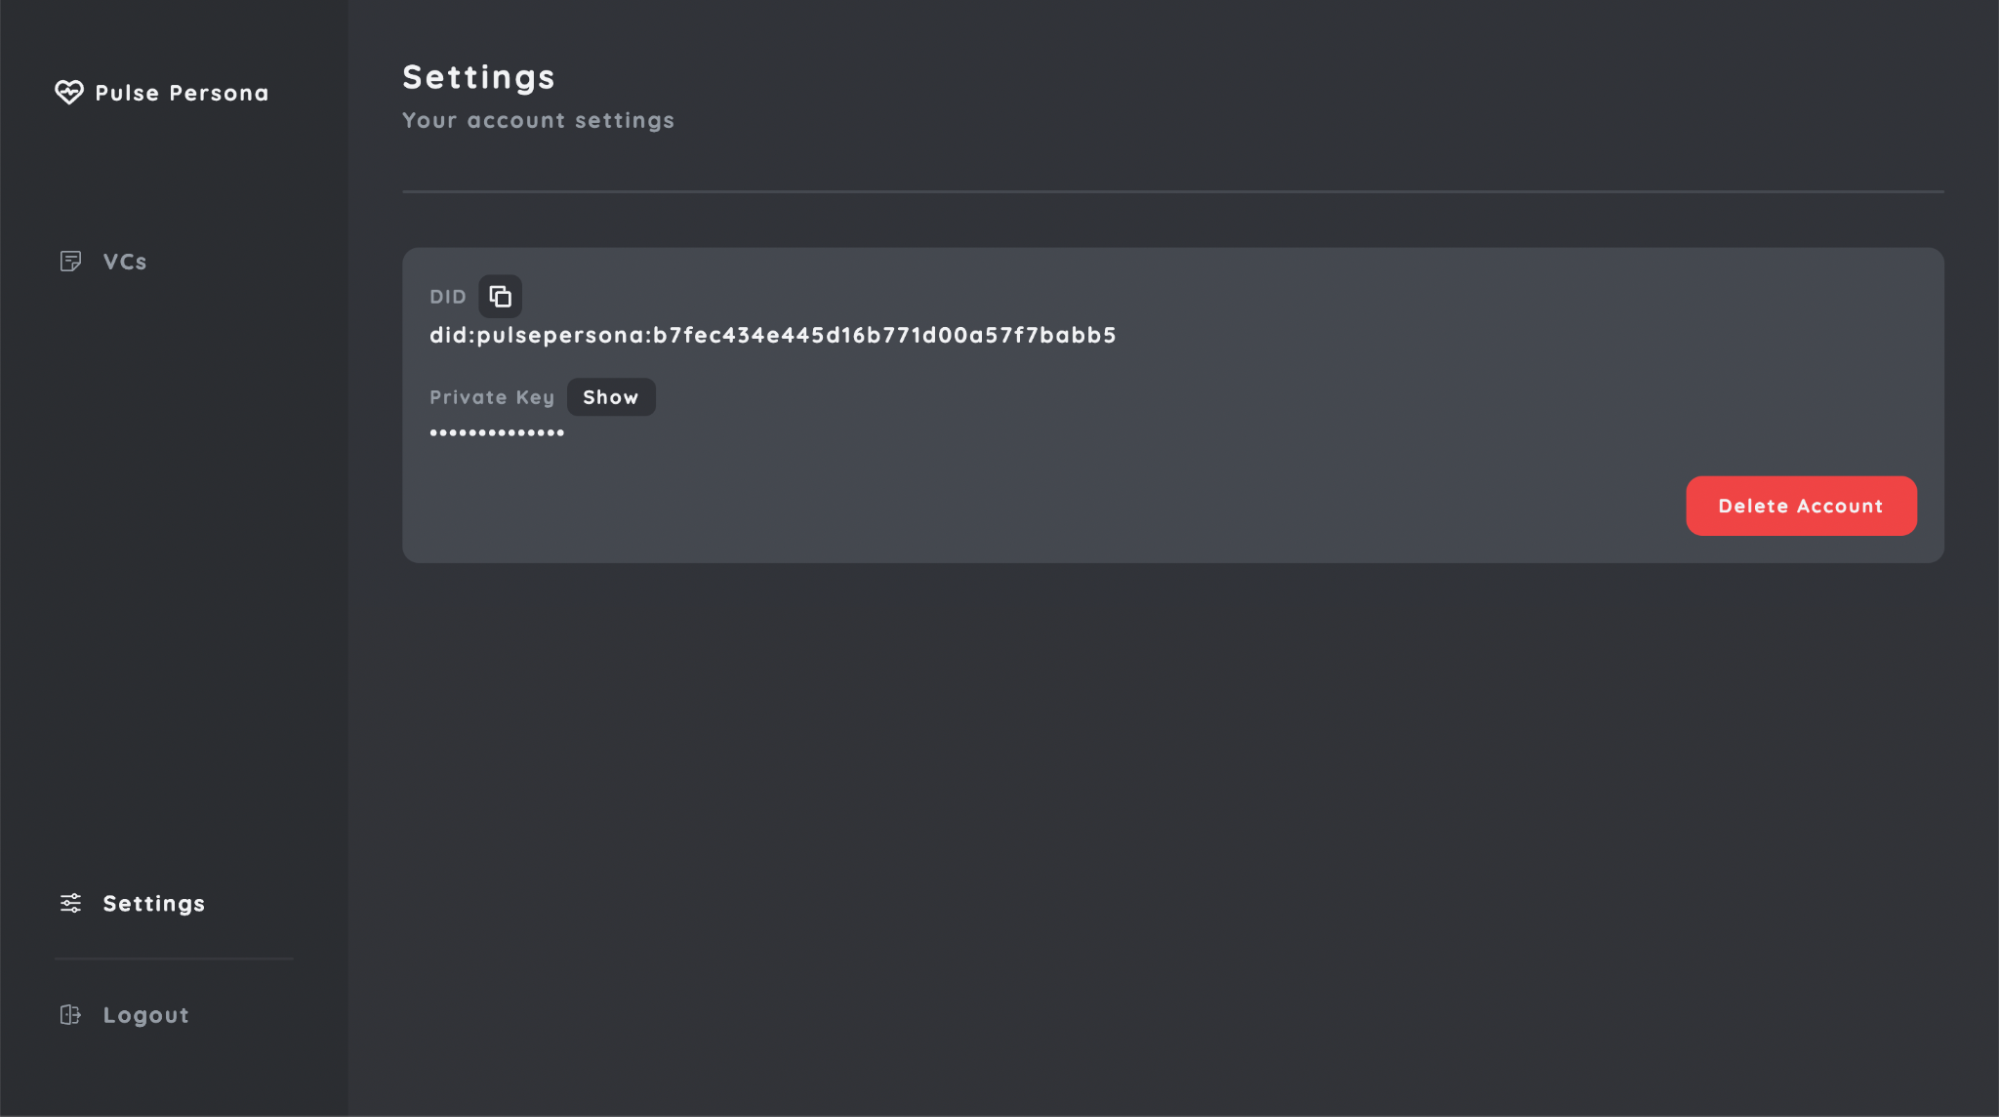 Pulse Persona
VCs
Settings
Logout
Settings
Your account settings
DID
did:pulsepersona:b7fec434e445d16b771d00a57f7babb5
Private Key
Show
••••••••••••••
Delete Account